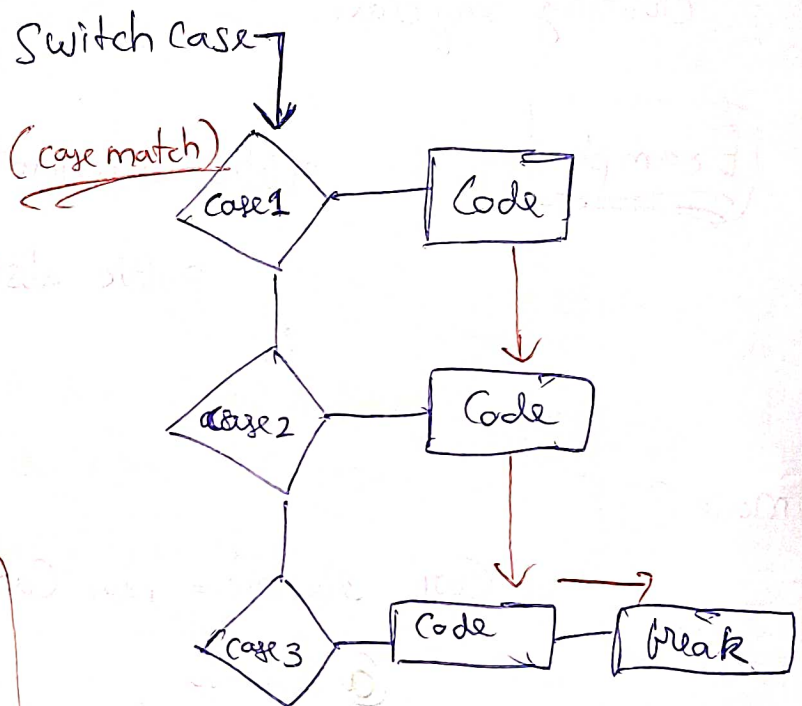 Switch case
(case match)
case1
Code
case2
Code
case3
Code
break